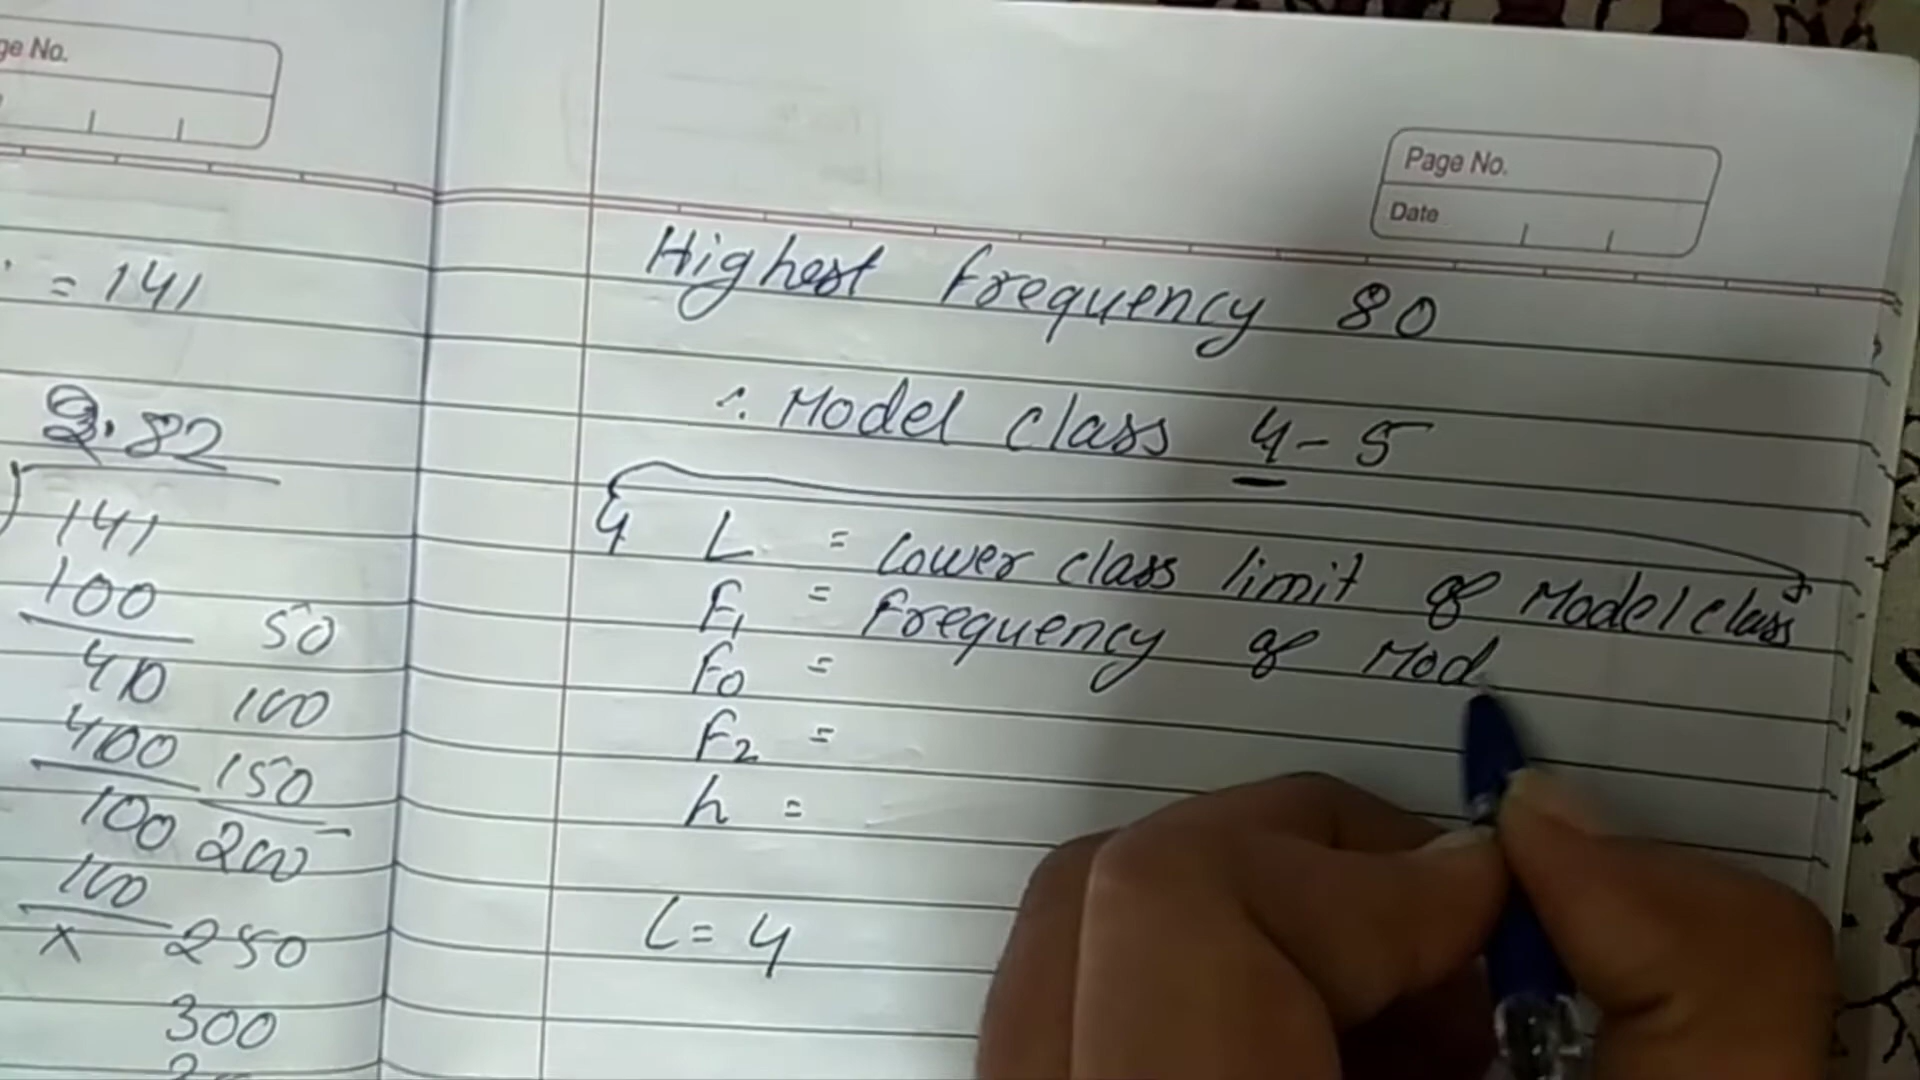 ge No.
= 141
2.82
141
100 50
40 100
400 150
100 200
100
x 250
300
Page No.
Date
Highest Frequency 80
∴ Model class 4-5
4 L = Lower class limit of Model class
F1 = Frequency of Mod
F0 =
F2 =
h =
L = 4